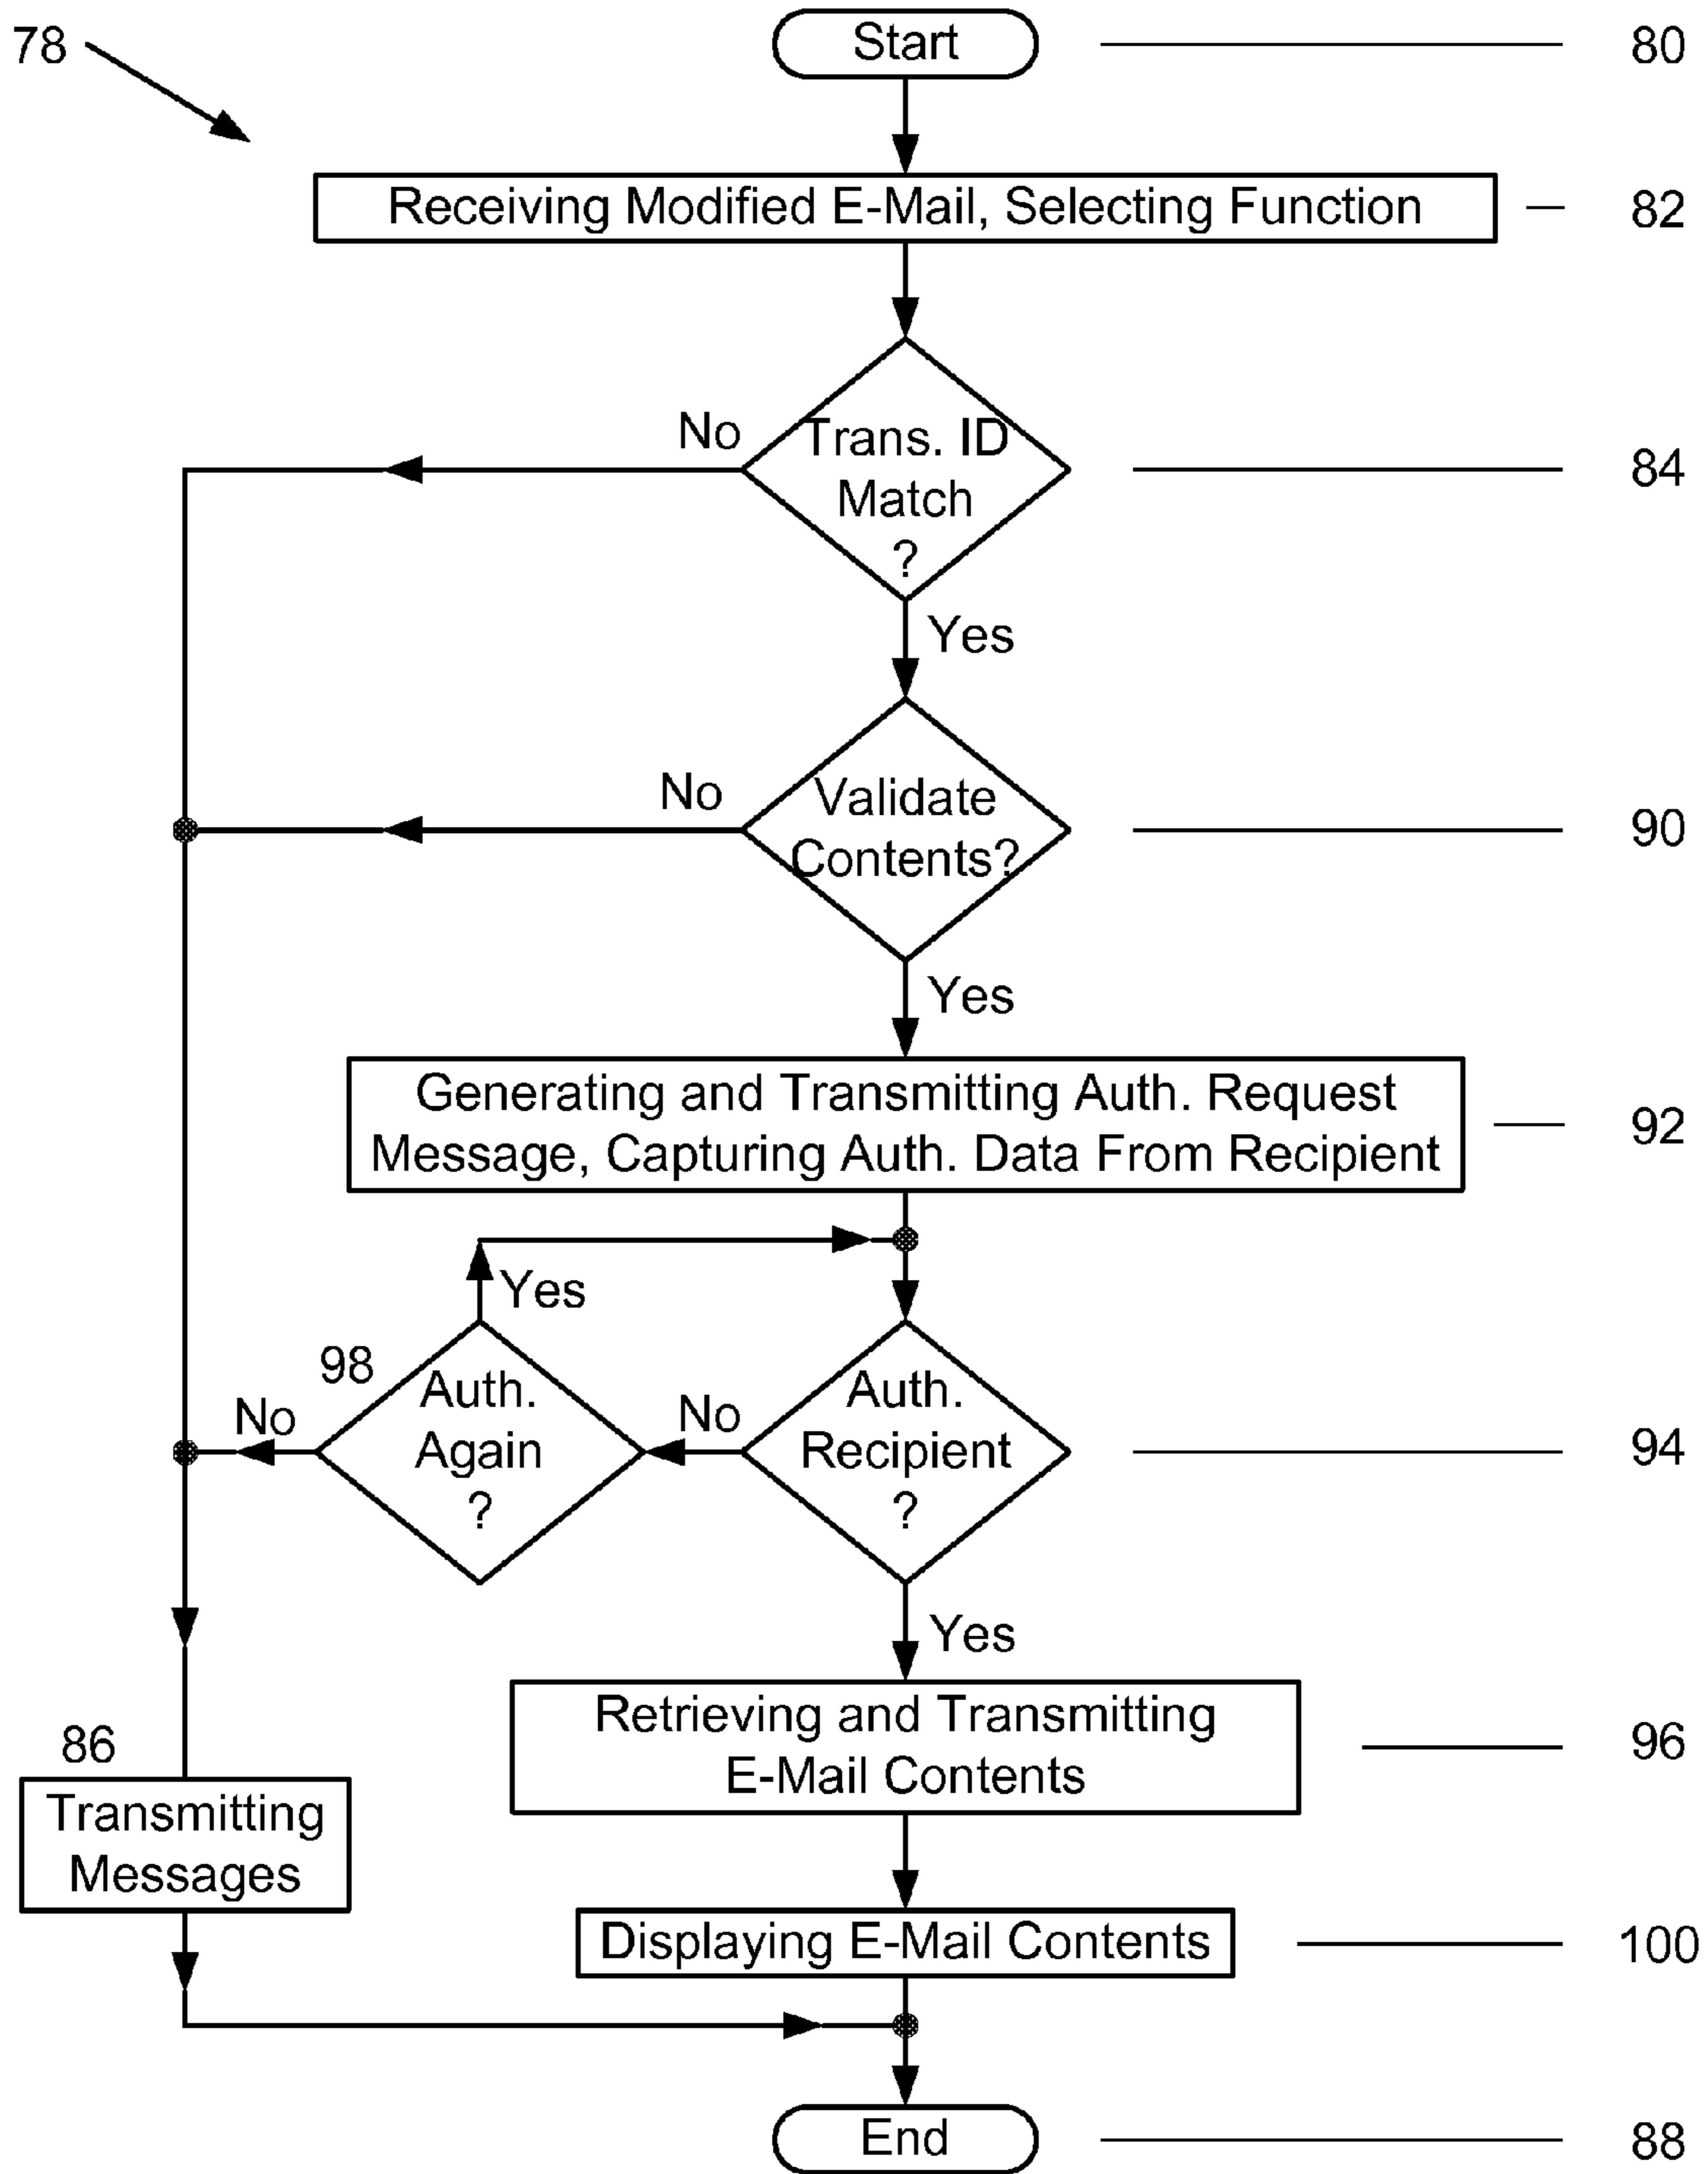 78
Start
80
Receiving Modified E-Mail, Selecting Function
82
No
Trans. ID
Match
?
84
Yes
No
Validate
Contents?
90
Yes
Generating and Transmitting Auth. Request
Message, Capturing Auth. Data From Recipient
92
Yes
98
Auth.
Again
?
No
No
Auth.
Recipient
?
94
Yes
Retrieving and Transmitting
E-Mail Contents
96
86
Transmitting
Messages
Displaying E-Mail Contents
100
End
88